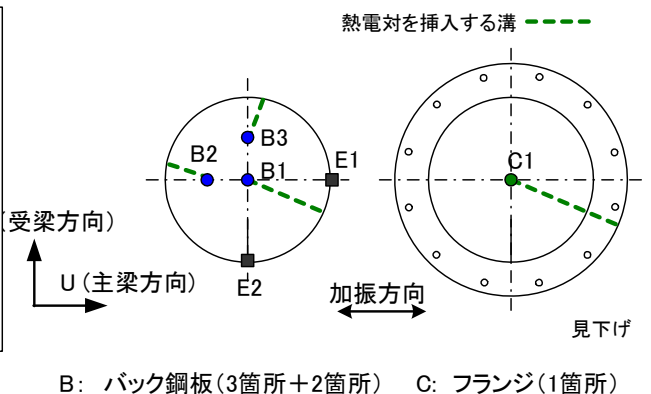 熱電対を挿入する溝
B3
B2
B1
E1
C1
(受梁方向)
U(主梁方向)
E2
加振方向
見下げ
B: バック鋼板(3箇所+2箇所) C: フランジ(1箇所)